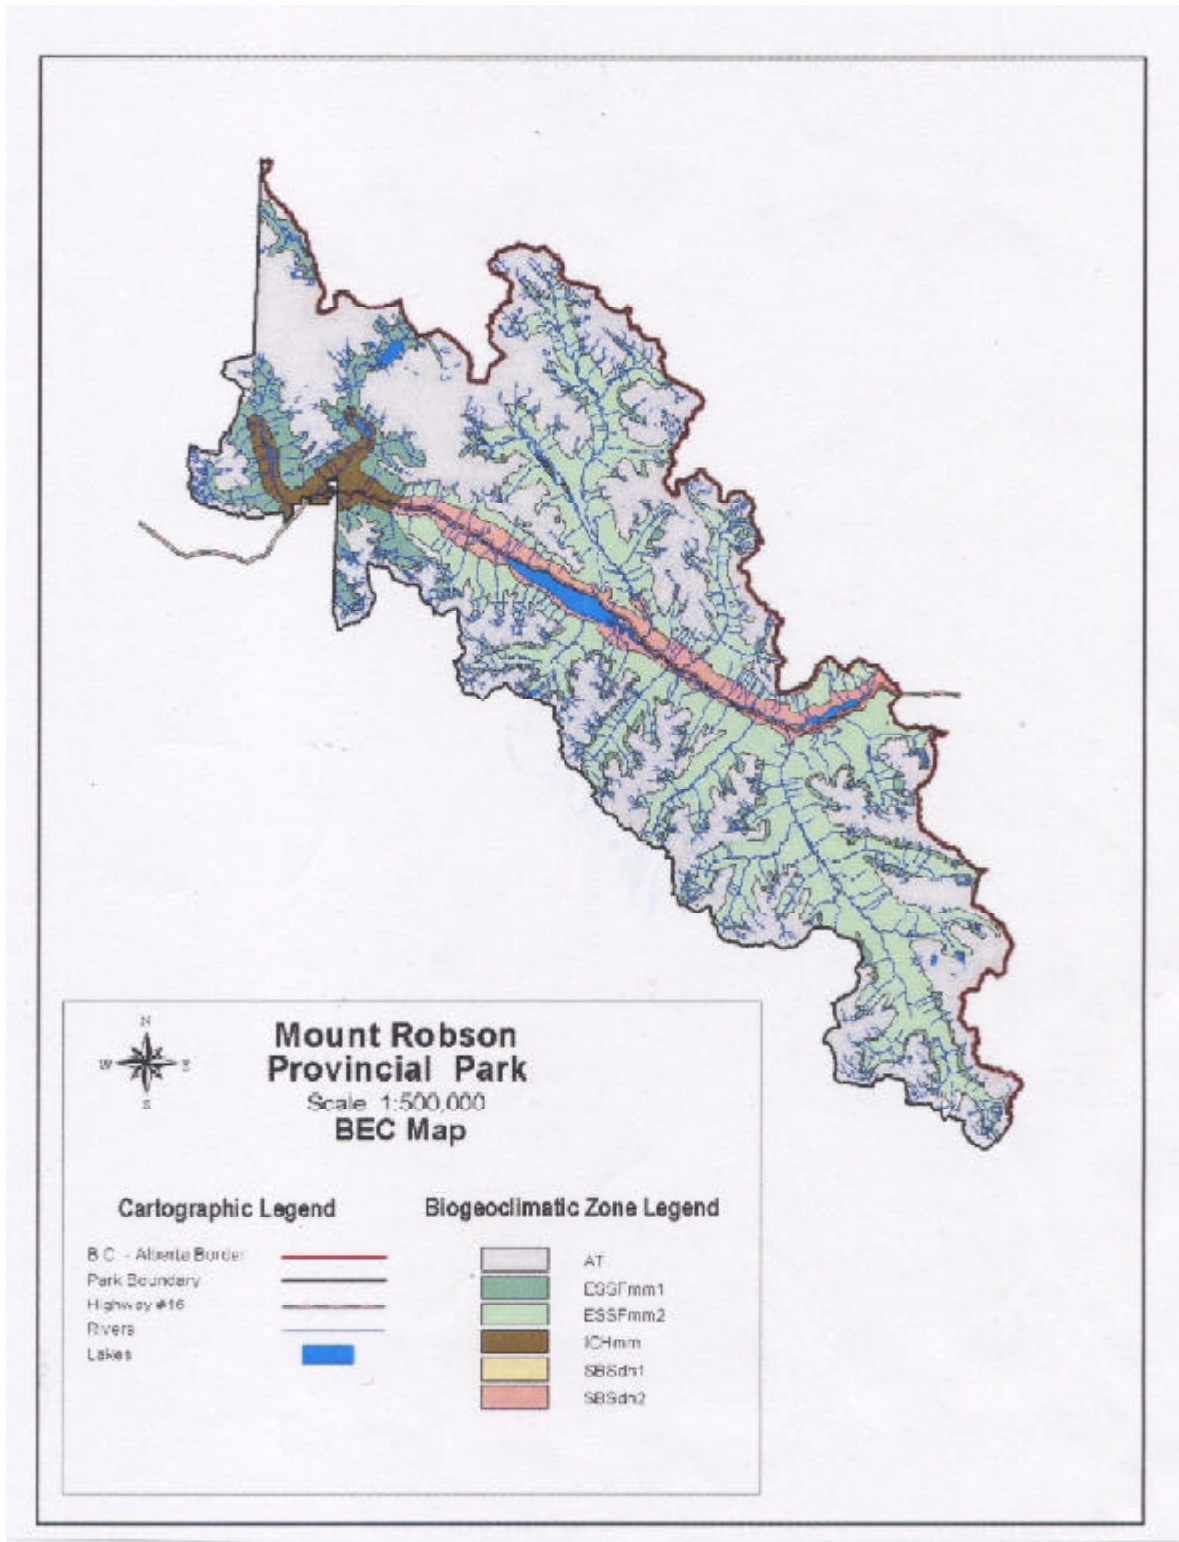 N
W
E
S
Mount Robson
Provincial Park
Scale 1:500,000
BEC Map
Cartographic Legend
B.C. - Alberta Border
Park Boundary
Highway #16
Rivers
Lakes
Biogeoclimatic Zone Legend
AT
ESSFmm1
ESSFmm2
ICHmm
SBSdh1
SBSdh2